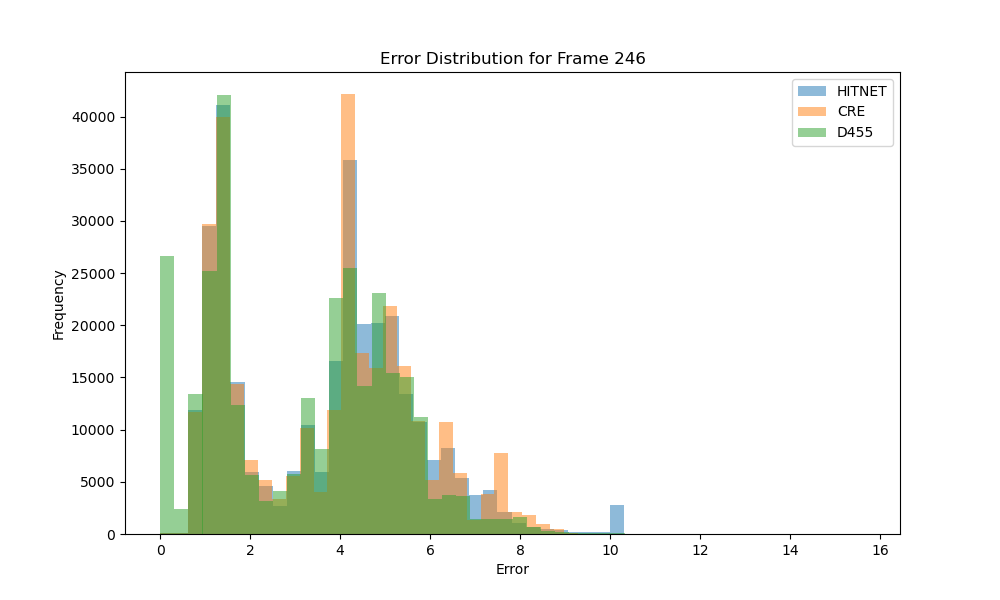 Error Distribution for Frame 246
HITNET
CRE
D455
Frequency
40000
35000
30000
25000
20000
15000
10000
5000
0
0 2 4 6 8 10 12 14 16
Error